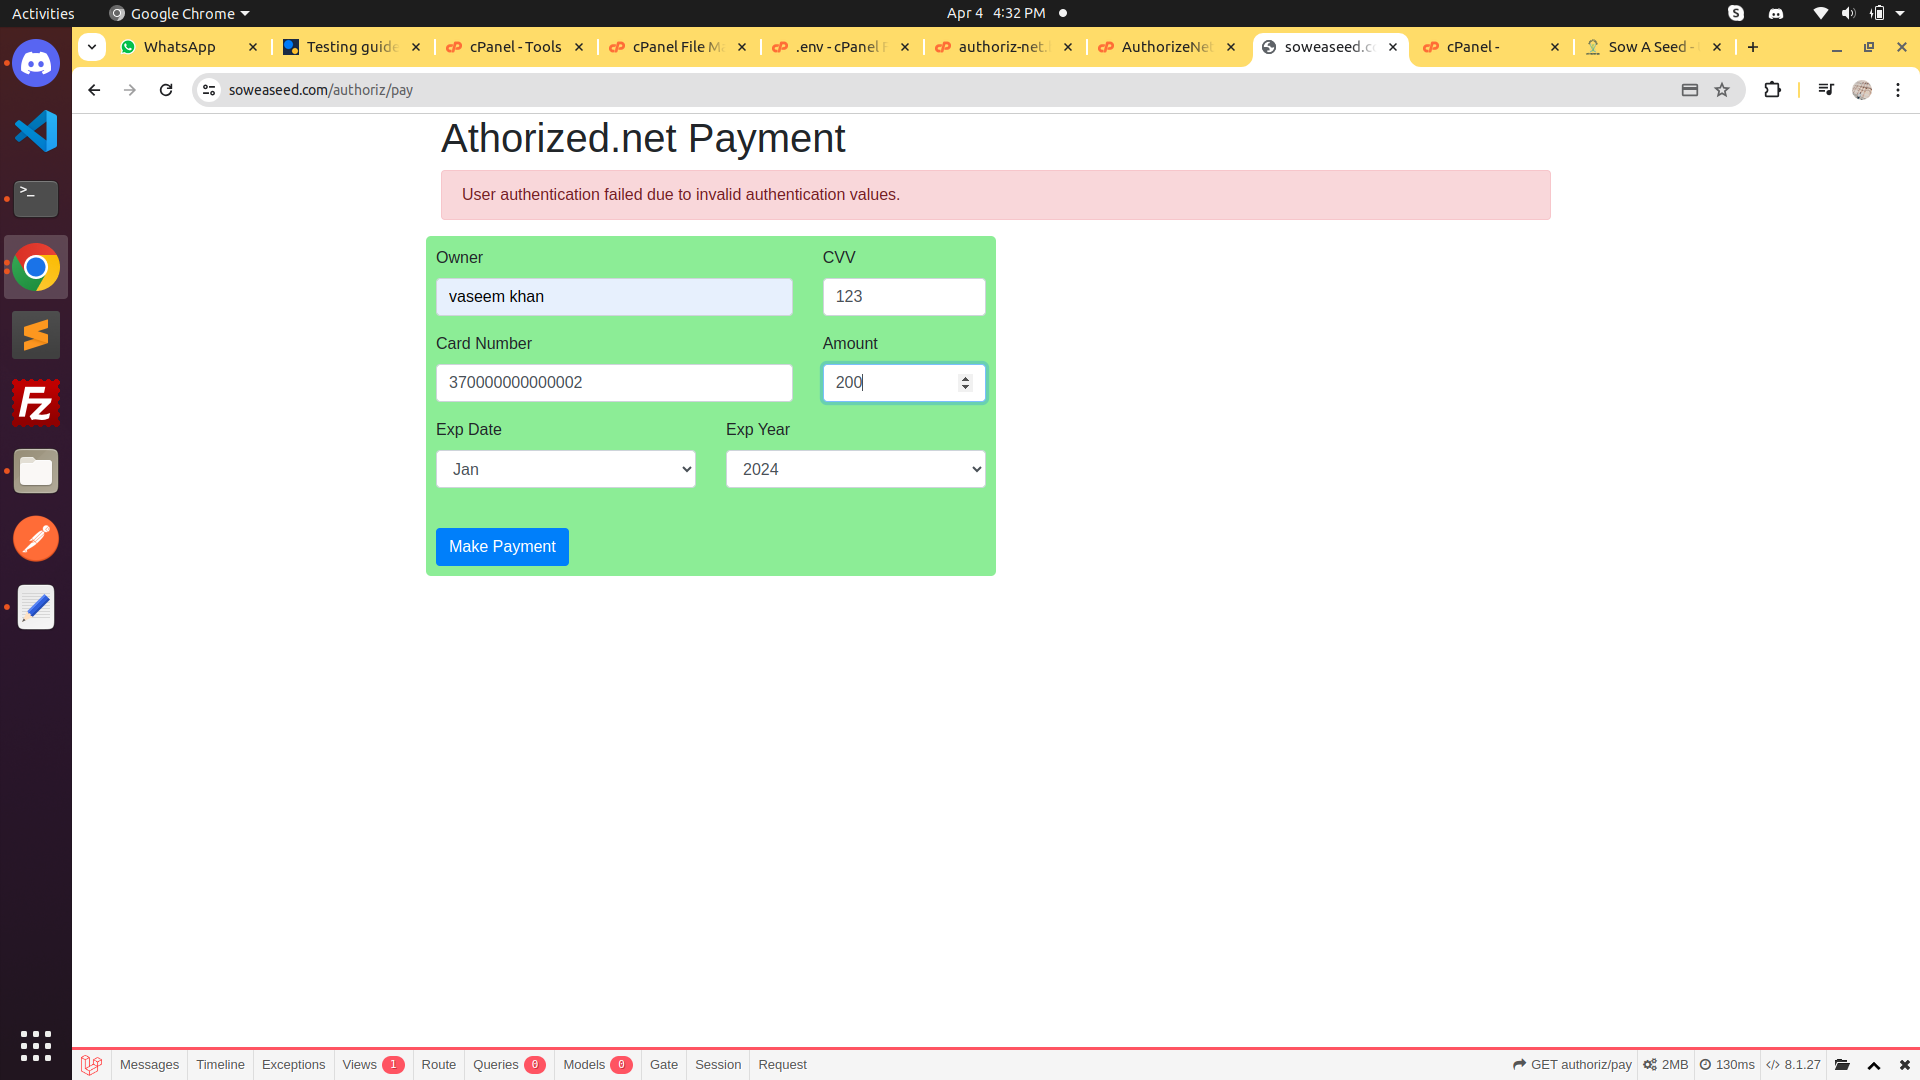 Activities
Google Chrome
Apr 4 4:32 PM
WhatsApp
Testing guide
cPanel - Tools
cPanel File Ma
.env - cPanel F
authoriz-net.
AuthorizeNet
soweaseed.c
cPanel -
Sow A Seed -
soweaseed.com/authoriz/pay
Athorized.net Payment
User authentication failed due to invalid authentication values.
Owner
CVV
vaseem khan
123
Card Number
Amount
370000000000002
200
Exp Date
Exp Year
Jan
2024
Make Payment
Messages
Timeline
Exceptions
Views 1
Route
Queries 0
Models 0
Gate
Session
Request
GET authoriz/pay
2MB
130ms
8.1.27